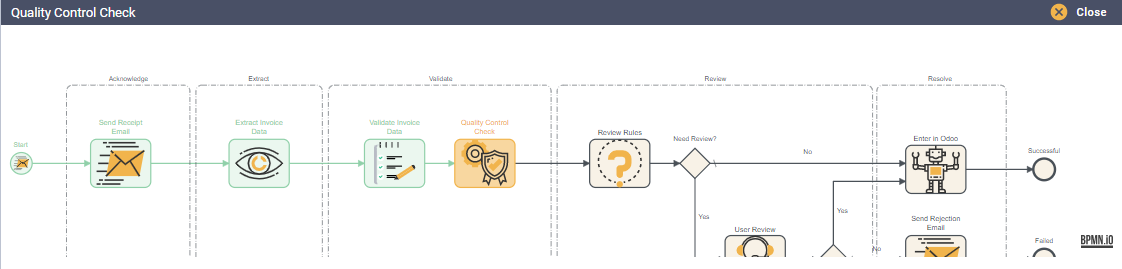 Quality Control Check
Close
Acknowledge
Extract
Validate
Review
Resolve
Start
Send Receipt
Email
Extract Invoice
Data
Validate Invoice
Data
Quality Control
Check
Review Rules
Need Review?
No
Enter in Odoo
Successful
Yes
Yes
User Review
No
Send Rejection
Email
Failed
BPMN.iO